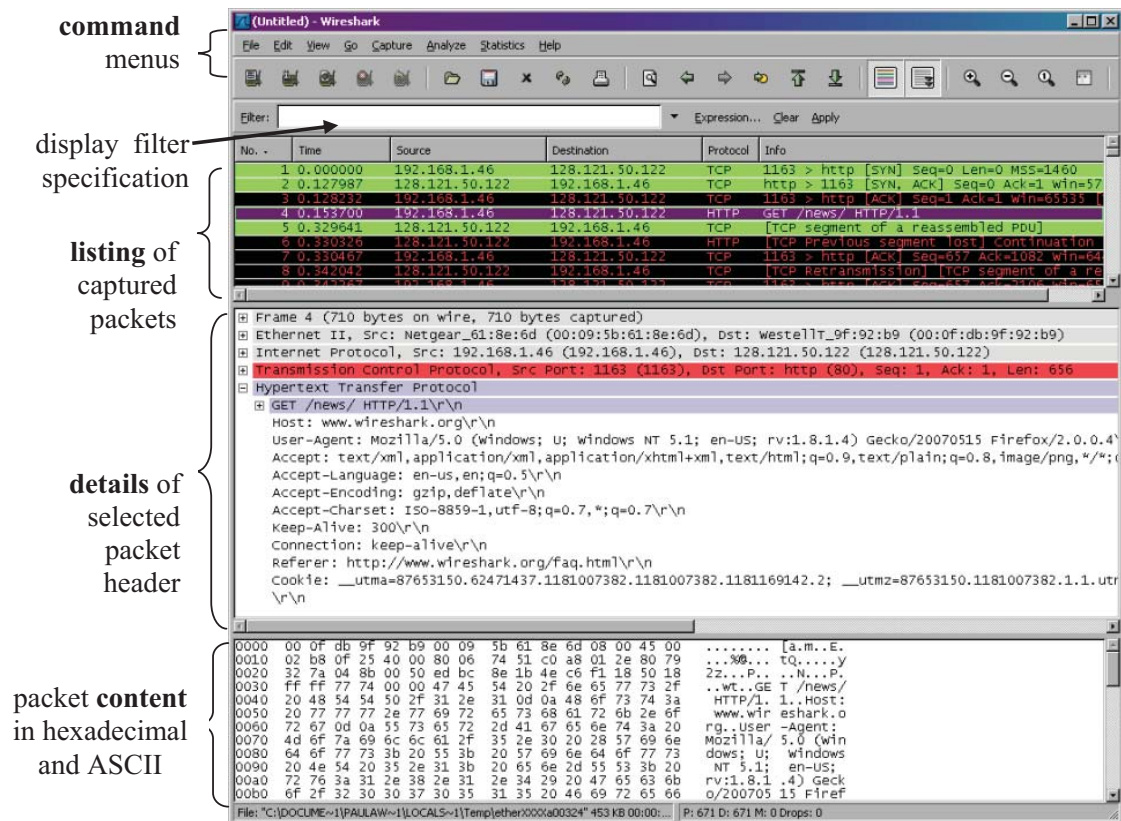 command
menus
display filter
specification
listing of
captured
packets
details of
selected
packet
header
packet content
in hexadecimal
and ASCII
(Untitled) - Wireshark
File Edit View Go Capture Analyze Statistics Help
Filter: Expression... Clear Apply
No. - Time Source Destination Protocol Info
1 0.000000 192.168.1.46 128.121.50.122 TCP 1163 > http [SYN] Seq=0 Len=0 MSS=1460
2 0.127987 128.121.50.122 192.168.1.46 TCP http > 1163 [SYN, ACK] Seq=0 Ack=1 Win=57
3 0.128232 192.168.1.46 128.121.50.122 TCP 1163 > http [ACK] Seq=1 Ack=1 Win=65535 [
4 0.153700 192.168.1.46 128.121.50.122 HTTP GET /news/ HTTP/1.1
5 0.329641 128.121.50.122 192.168.1.46 TCP [TCP segment of a reassembled PDU]
6 0.330326 128.121.50.122 192.168.1.46 HTTP [TCP Previous segment lost] Continuation
7 0.330467 192.168.1.46 128.121.50.122 TCP 1163 > http [ACK] Seq=657 Ack=1082 Win=64
8 0.342042 128.121.50.122 192.168.1.46 TCP [TCP Retransmission] [TCP segment of a re
Frame 4 (710 bytes on wire, 710 bytes captured)
Ethernet II, Src: Netgear_61:8e:6d (00:09:5b:61:8e:6d), Dst: WestellT_9f:92:b9 (00:0f:db:9f:92:b9)
Internet Protocol, Src: 192.168.1.46 (192.168.1.46), Dst: 128.121.50.122 (128.121.50.122)
Transmission Control Protocol, Src Port: 1163 (1163), Dst Port: http (80), Seq: 1, Ack: 1, Len: 656
Hypertext Transfer Protocol
GET /news/ HTTP/1.1\r\n
Host: www.wireshark.org\r\n
User-Agent: Mozilla/5.0 (Windows; U; Windows NT 5.1; en-US; rv:1.8.1.4) Gecko/20070515 Firefox/2.0.0.4\
Accept: text/xml,application/xml,application/xhtml+xml,text/html;q=0.9,text/plain;q=0.8,image/png,*/*;
Accept-Language: en-us,en;q=0.5\r\n
Accept-Encoding: gzip,deflate\r\n
Accept-Charset: ISO-8859-1,utf-8;q=0.7,*;q=0.7\r\n
Keep-Alive: 300\r\n
Connection: keep-alive\r\n
Referer: http://www.wireshark.org/faq.html\r\n
Cookie: __utma=87653150.62471437.1181007382.1181007382.1181169142.2; __utmz=87653150.1181007382.1.1.utm
\r\n
0000 00 0f db 9f 92 b9 00 09 5b 61 8e 6d 08 00 45 00 ........ [a.m..E.
0010 02 b8 0f 25 40 00 80 06 74 51 c0 a8 01 2e 80 79 ...%@... tQ.....y
0020 32 7a 04 8b 00 50 ed bc 8e 1b 4e c6 f1 18 50 18 2z...P.. ..N...P.
0030 ff ff 77 74 00 00 47 45 54 20 2f 6e 65 77 73 2f ..wt..GE T /news/
0040 20 48 54 54 50 2f 31 2e 31 0d 0a 48 6f 73 74 3a HTTP/1. 1..Host:
0050 20 77 77 77 2e 77 69 72 65 73 68 61 72 6b 2e 6f www.wir eshark.o
0060 72 67 0d 0a 55 73 65 72 2d 41 67 65 6e 74 3a 20 rg..User -Agent:
0070 4d 6f 7a 69 6c 6c 61 2f 35 2e 30 20 28 57 69 6e Mozilla/ 5.0 (Win
0080 64 6f 77 73 3b 20 55 3b 20 57 69 6e 64 6f 77 73 dows; U; Windows
0090 20 4e 54 20 35 2e 31 3b 20 65 6e 2d 55 53 3b 20 NT 5.1; en-US;
00a0 72 76 3a 31 2e 38 2e 31 2e 34 29 20 47 65 63 6b rv:1.8.1 .4) Geck
00b0 6f 2f 32 30 30 37 30 35 31 35 20 46 69 72 65 66 o/200705 15 Firef
File: "C:\DOCUME~1\PAULAW~1\LOCALS~1\Temp\etherXXXXa00324" 453 KB 00:00:... P: 671 D: 671 M: 0 Drops: 0